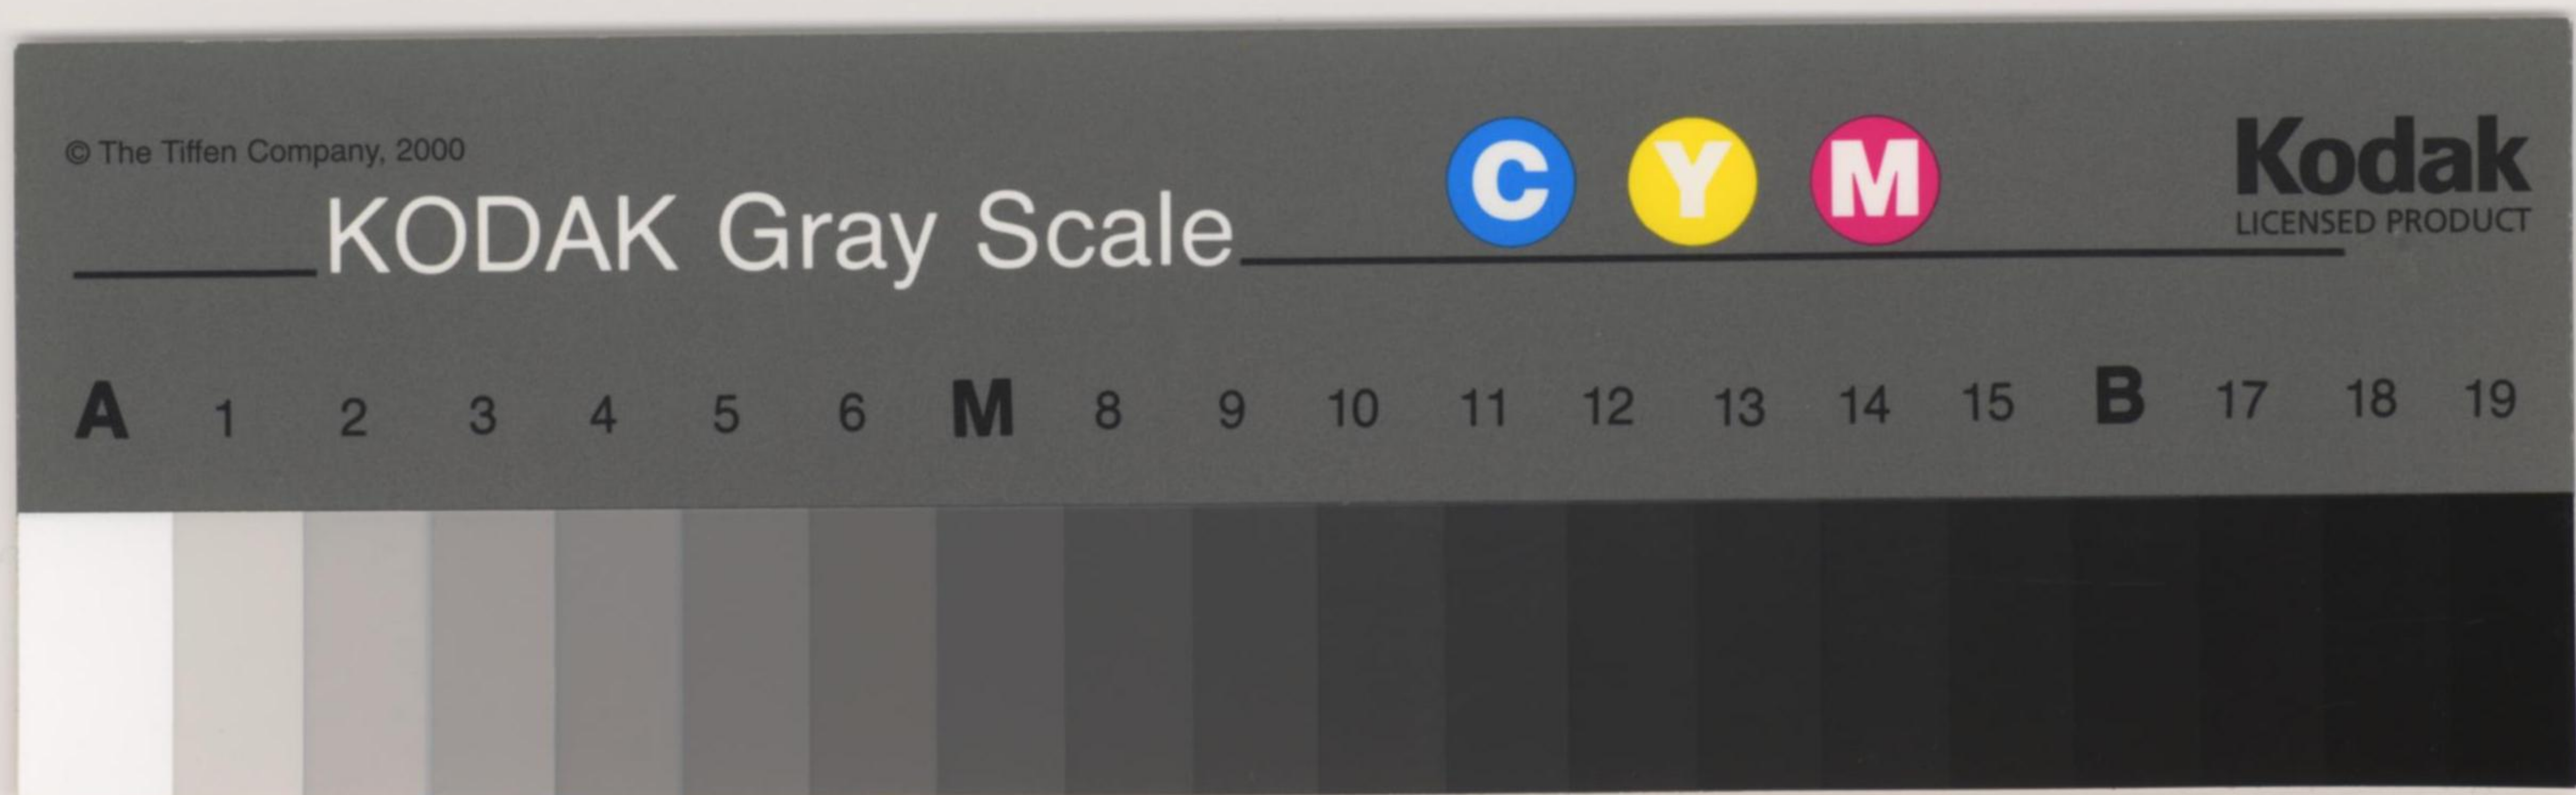 © The Tiffen Company, 2000
KODAK Gray Scale
C Y M
Kodak
LICENSED PRODUCT
A 1 2 3 4 5 6 M 8 9 10 11 12 13 14 15 B 17 18 19